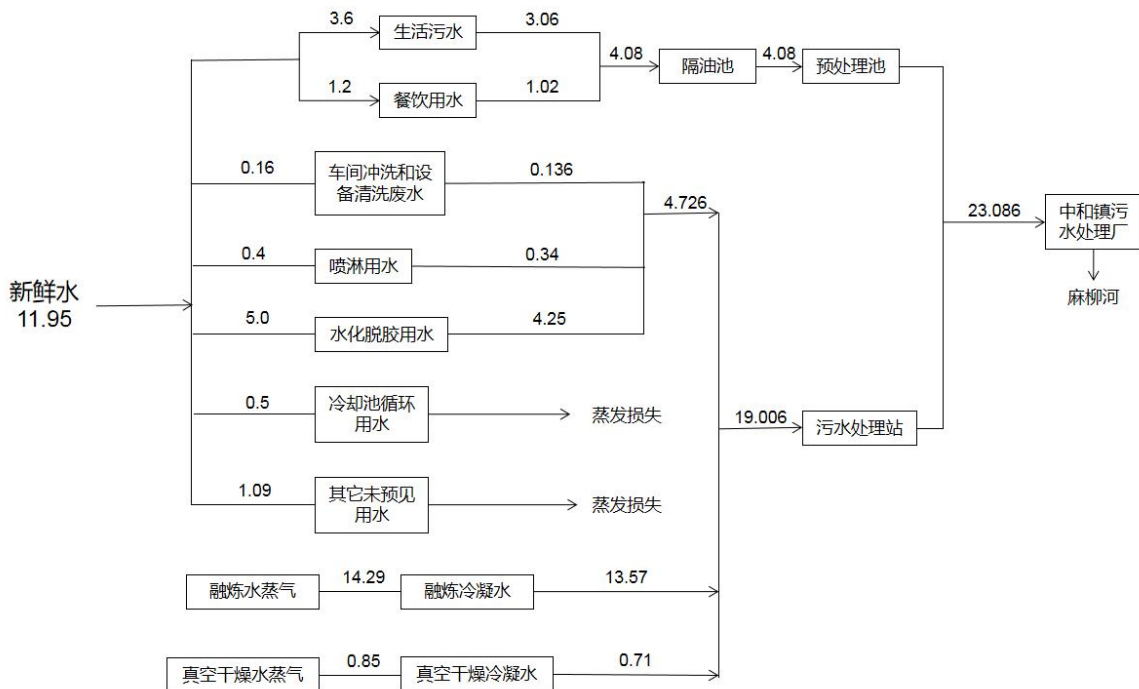 3.6
生活污水
3.06
4.08
隔油池
4.08
预处理池
1.2
餐饮用水
1.02
0.16
车间冲洗和设
备清洗废水
0.136
4.726
23.086
中和镇污
水处理厂
0.4
喷淋用水
0.34
麻柳河
新鲜水
11.95
5.0
水化脱胶用水
4.25
0.5
冷却池循环
用水
蒸发损失
19.006
污水处理站
1.09
其它未预见
用水
蒸发损失
融炼水蒸气
14.29
融炼冷凝水
13.57
真空干燥水蒸气
0.85
真空干燥冷凝水
0.71